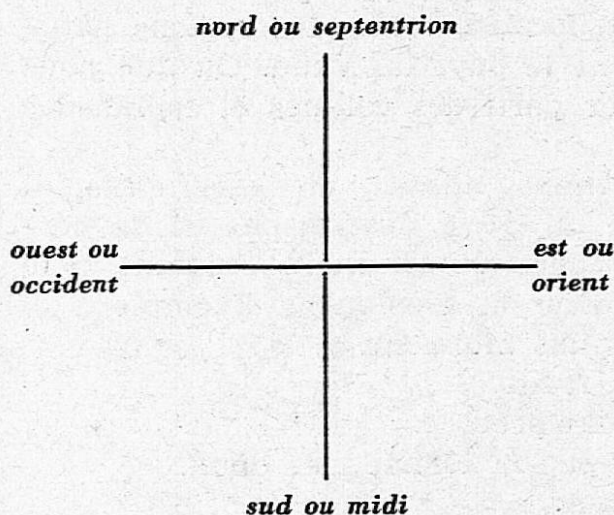 nord ou septentrion
ouest ou
occident
est ou
orient
sud ou midi